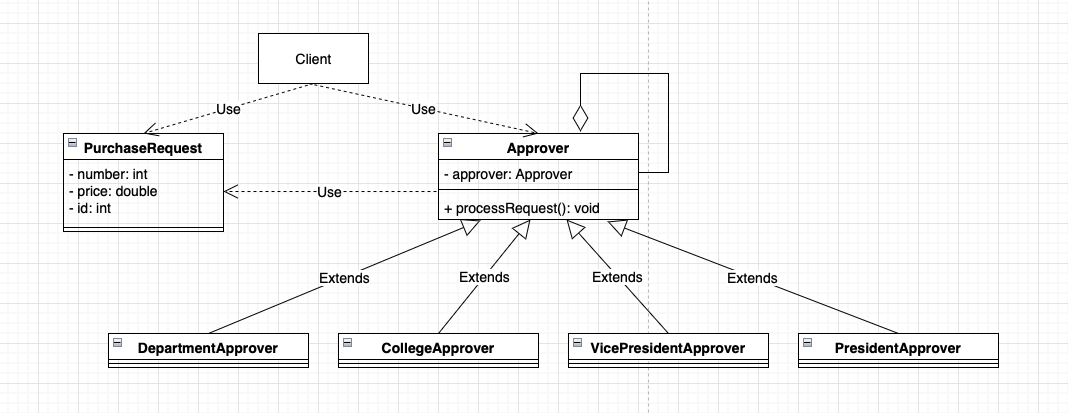 Client
Use
Use
PurchaseRequest
- number: int
- price: double
- id: int
Approver
- approver: Approver
+ processRequest(): void
Use
Extends
Extends
Extends
Extends
DepartmentApprover
CollegeApprover
VicePresidentApprover
PresidentApprover